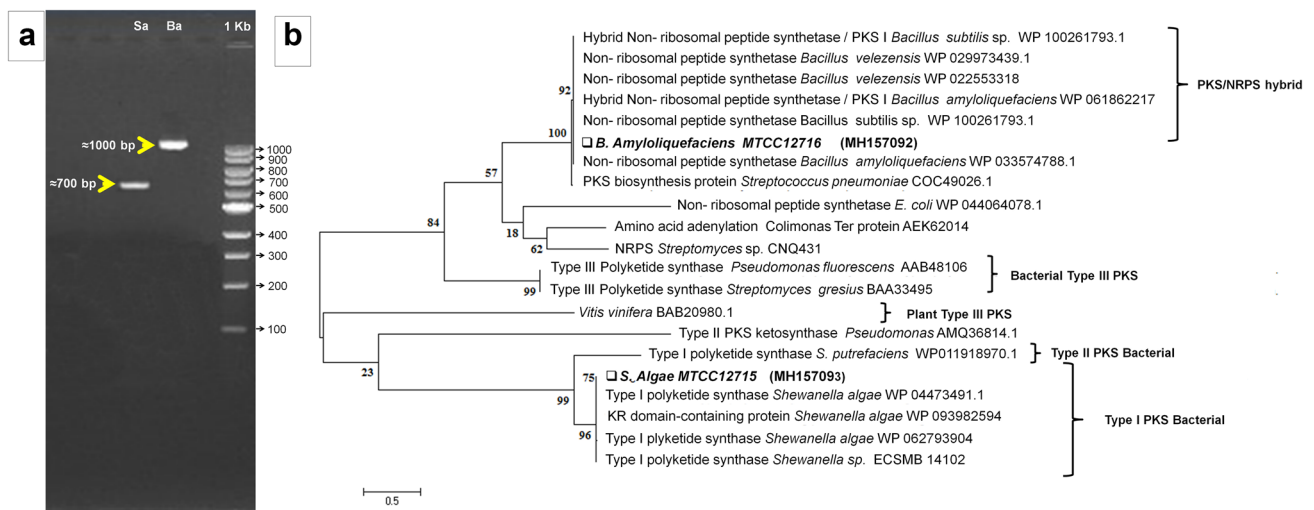 a
Sa Ba 1 Kb
≈1000 bp
≈700 bp
1000
900
800
700
600
500
400
300
200
100
b
Hybrid Non- ribosomal peptide synthetase / PKS I Bacillus subtilis sp. WP 100261793.1
Non- ribosomal peptide synthetase Bacillus velezensis WP 029973439.1
Non- ribosomal peptide synthetase Bacillus velezensis WP 022553318
Hybrid Non- ribosomal peptide synthetase / PKS I Bacillus amyloliquefaciens WP 061862217
Non- ribosomal peptide synthetase Bacillus subtilis sp. WP 100261793.1
B. Amyloliquefaciens MTCC12716 (MH157092)
Non- ribosomal peptide synthetase Bacillus amyloliquefaciens WP 033574788.1
PKS biosynthesis protein Streptococcus pneumoniae COC49026.1
Non- ribosomal peptide synthetase E. coli WP 044064078.1
Amino acid adenylation Colimonas Ter protein AEK62014
NRPS Streptomyces sp. CNQ431
Type III Polyketide synthase Pseudomonas fluorescens AAB48106
Type III Polyketide synthase Streptomyces gresius BAA33495
Vitis vinifera BAB20980.1
Type II PKS ketosynthase Pseudomonas AMQ36814.1
Type I polyketide synthase S. putrefaciens WP011918970.1
S. Algae MTCC12715 (MH157093)
Type I polyketide synthase Shewanella algae WP 04473491.1
KR domain-containing protein Shewanella algae WP 093982594
Type I plyketide synthase Shewanella algae WP 062793904
Type I polyketide synthase Shewanella sp. ECSMB 14102
PKS/NRPS hybrid
Bacterial Type III PKS
Plant Type III PKS
Type II PKS Bacterial
Type I PKS Bacterial
92
100
57
84
18
62
99
23
75
99
96
0.5